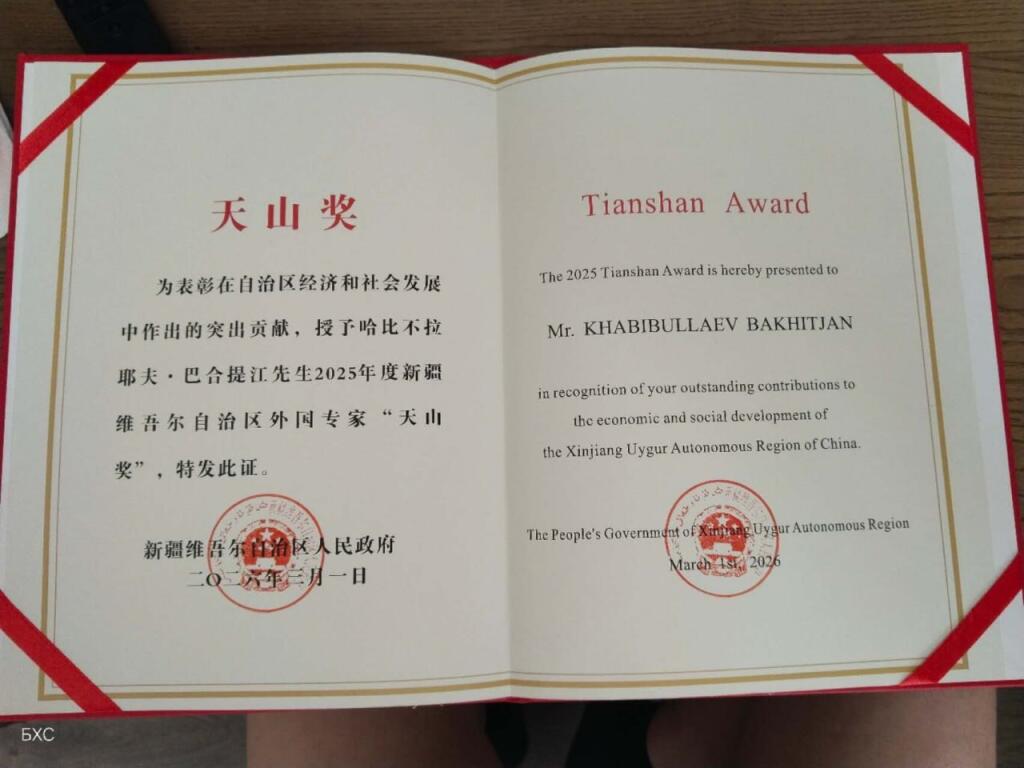 天山奖
为表彰在自治区经济和社会发展
中作出的突出贡献，授予哈比不拉
耶夫·巴合提江先生2025年度新疆
维吾尔自治区外国专家“天山
奖”，特发此证。
新疆维吾尔自治区人民政府
二〇二六年三月一日
Tianshan Award
The 2025 Tianshan Award is hereby presented to
Mr. KHABIBULLAEV BAKHITJAN
in recognition of your outstanding contributions to
the economic and social development of
the Xinjiang Uygur Autonomous Region of China.
The People's Government of Xinjiang Uygur Autonomous Region
March 1st, 2026
БХС